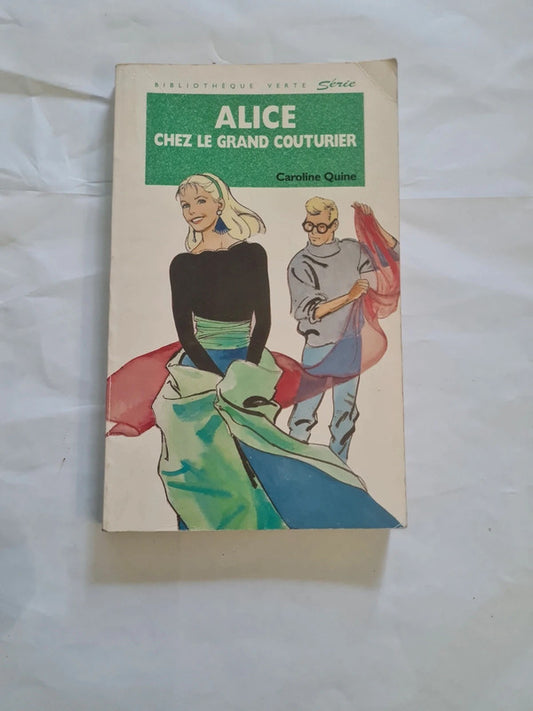 BIBLIOTHÈQUE VERTE Série
ALICE
CHEZ LE GRAND COUTURIER
Caroline Quine